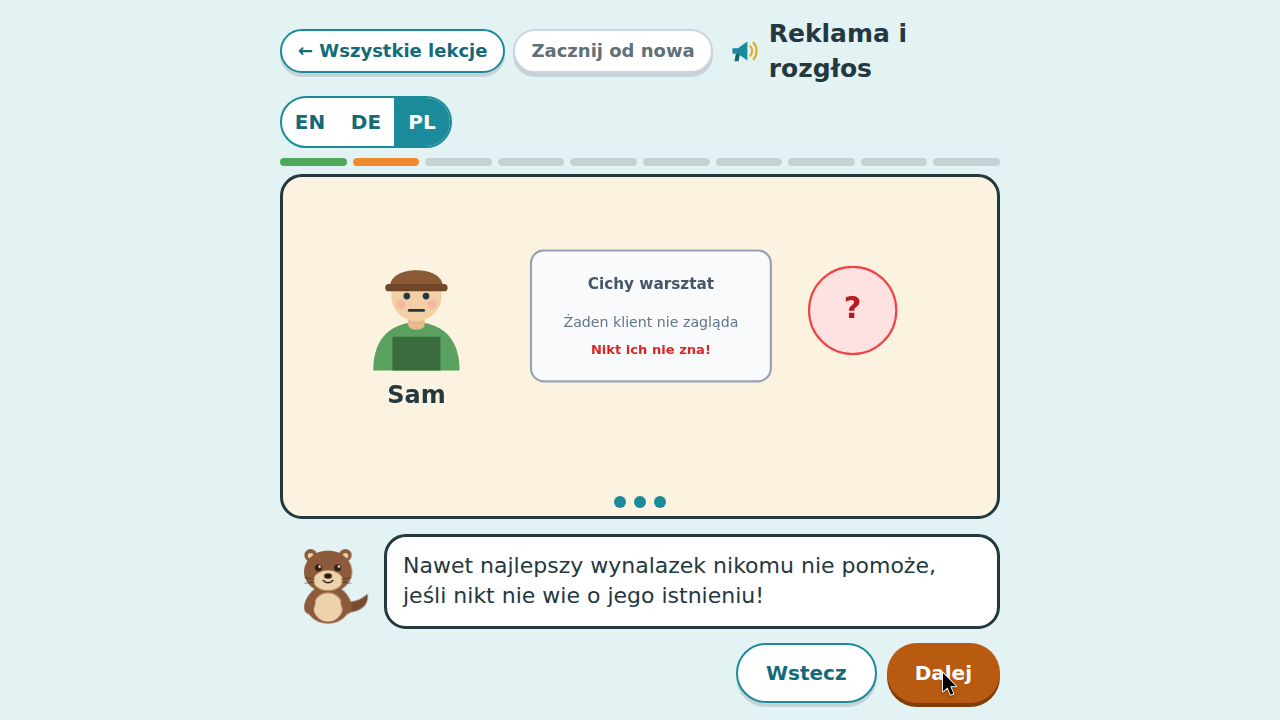 ← Wszystkie lekcje
Zacznij od nowa
Reklama i
rozgłos
EN DE PL
Cichy warsztat
Żaden klient nie zagląda
Nikt ich nie zna!
?
Sam
Nawet najlepszy wynalazek nikomu nie pomoże,
jeśli nikt nie wie o jego istnieniu!
Wstecz
Dalej